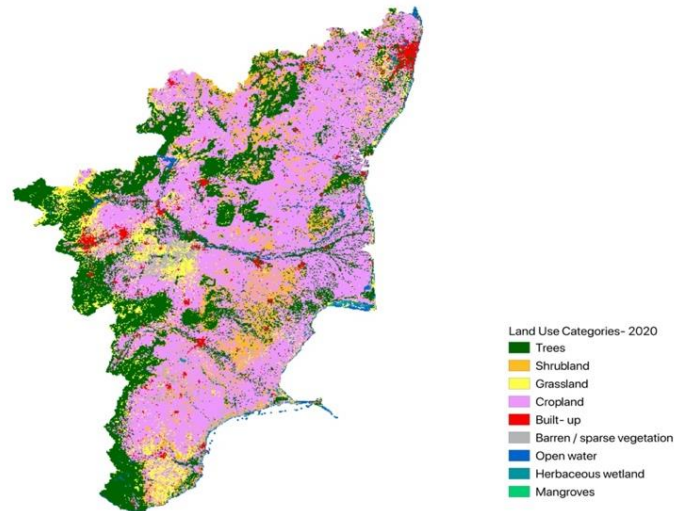 Land Use Categories- 2020
Trees
Shrubland
Grassland
Cropland
Built- up
Barren / sparse vegetation
Open water
Herbaceous wetland
Mangroves